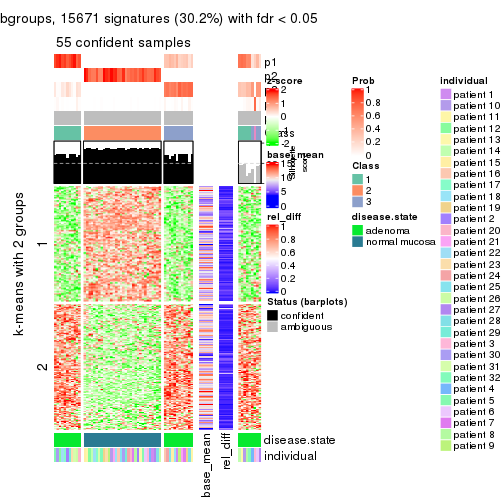 bgroups, 15671 signatures (30.2%) with fdr < 0.05
55 confident samples
p1
p2
z-score
2
1
0
-1
-2
base_mean
15
10
5
0
rel_diff
1
0.8
0.6
0.4
0.2
0
Status (barplots)
confident
ambiguous
Silhouette
score
Prob
1
0.8
0.6
0.4
0.2
0
Class
1
2
3
disease.state
adenoma
normal mucosa
individual
patient 1
patient 10
patient 11
patient 12
patient 13
patient 14
patient 15
patient 16
patient 17
patient 18
patient 19
patient 2
patient 20
patient 21
patient 22
patient 23
patient 24
patient 25
patient 26
patient 27
patient 28
patient 29
patient 3
patient 30
patient 31
patient 32
patient 4
patient 5
patient 6
patient 7
patient 8
patient 9
k-means with 2 groups
1
2
disease.state
individual
base_mean
rel_diff